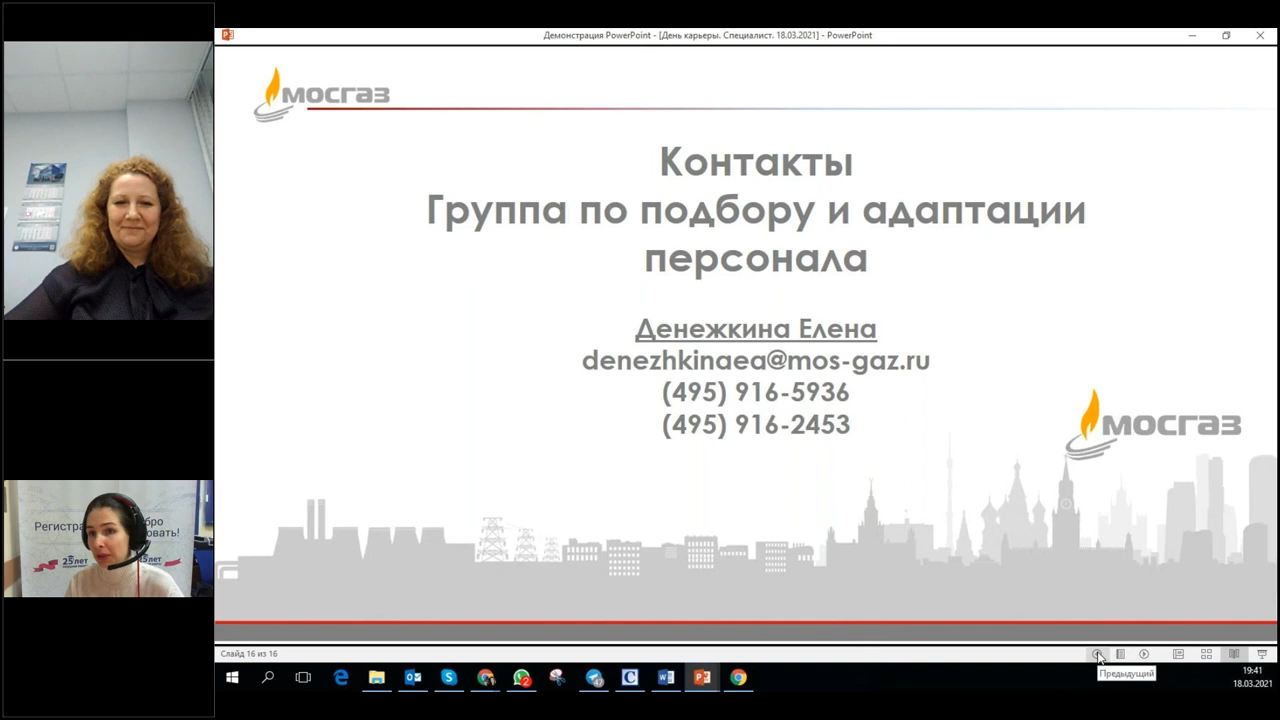 Демонстрация PowerPoint - [День карьеры. Специалист. 18.03.2021] - PowerPoint
МОСГАЗ
Контакты
Группа по подбору и адаптации
персонала
Денежкина Елена
denezhkinaea@mos-gaz.ru
(495) 916-5936
(495) 916-2453
МОСГАЗ
25 лет
Слайд 16 из 16
Предыдущий
19:41
18.03.2021